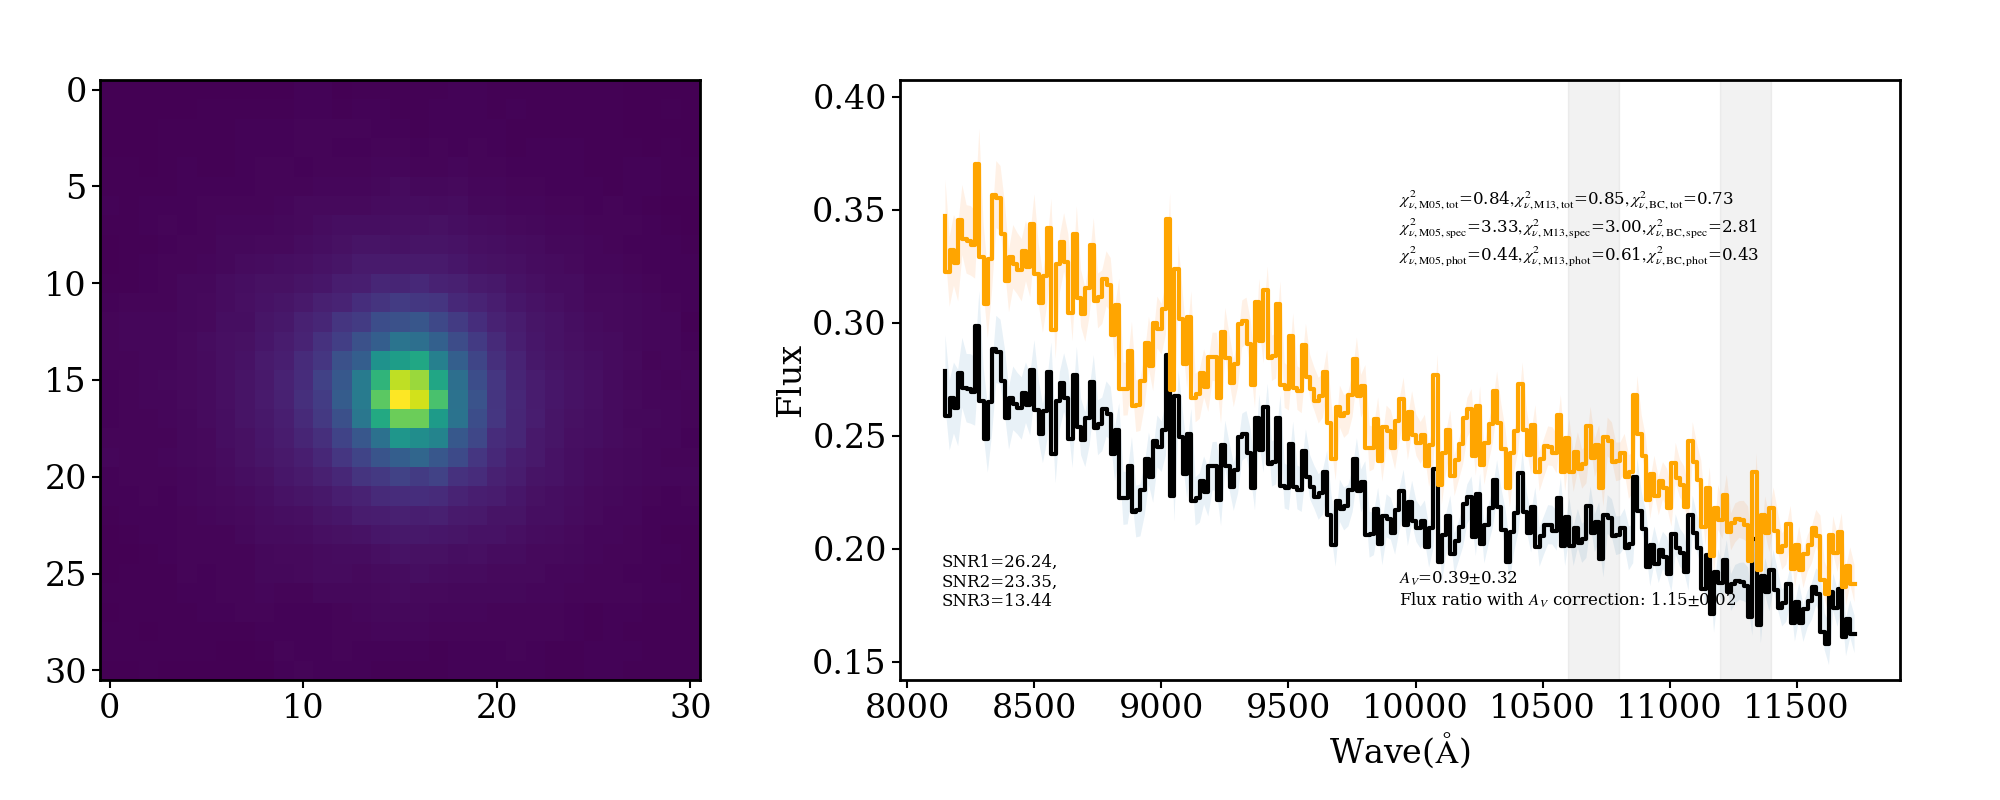 0
5
10
15
20
25
30
0 10 20 30
Flux
0.40
0.35
0.30
0.25
0.20
0.15
χ²ν,M05,tot=0.84,χ²ν,M13,tot=0.85,χ²ν,BC,tot=0.73
χ²ν,M05,spec=3.33,χ²ν,M13,spec=3.00,χ²ν,BC,spec=2.81
χ²ν,M05,phot=0.44,χ²ν,M13,phot=0.61,χ²ν,BC,phot=0.43
SNR1=26.24,
SNR2=23.35,
SNR3=13.44
AV=0.39±0.32
Flux ratio with AV correction: 1.15±0.02
8000 8500 9000 9500 10000 10500 11000 11500
Wave(Å)